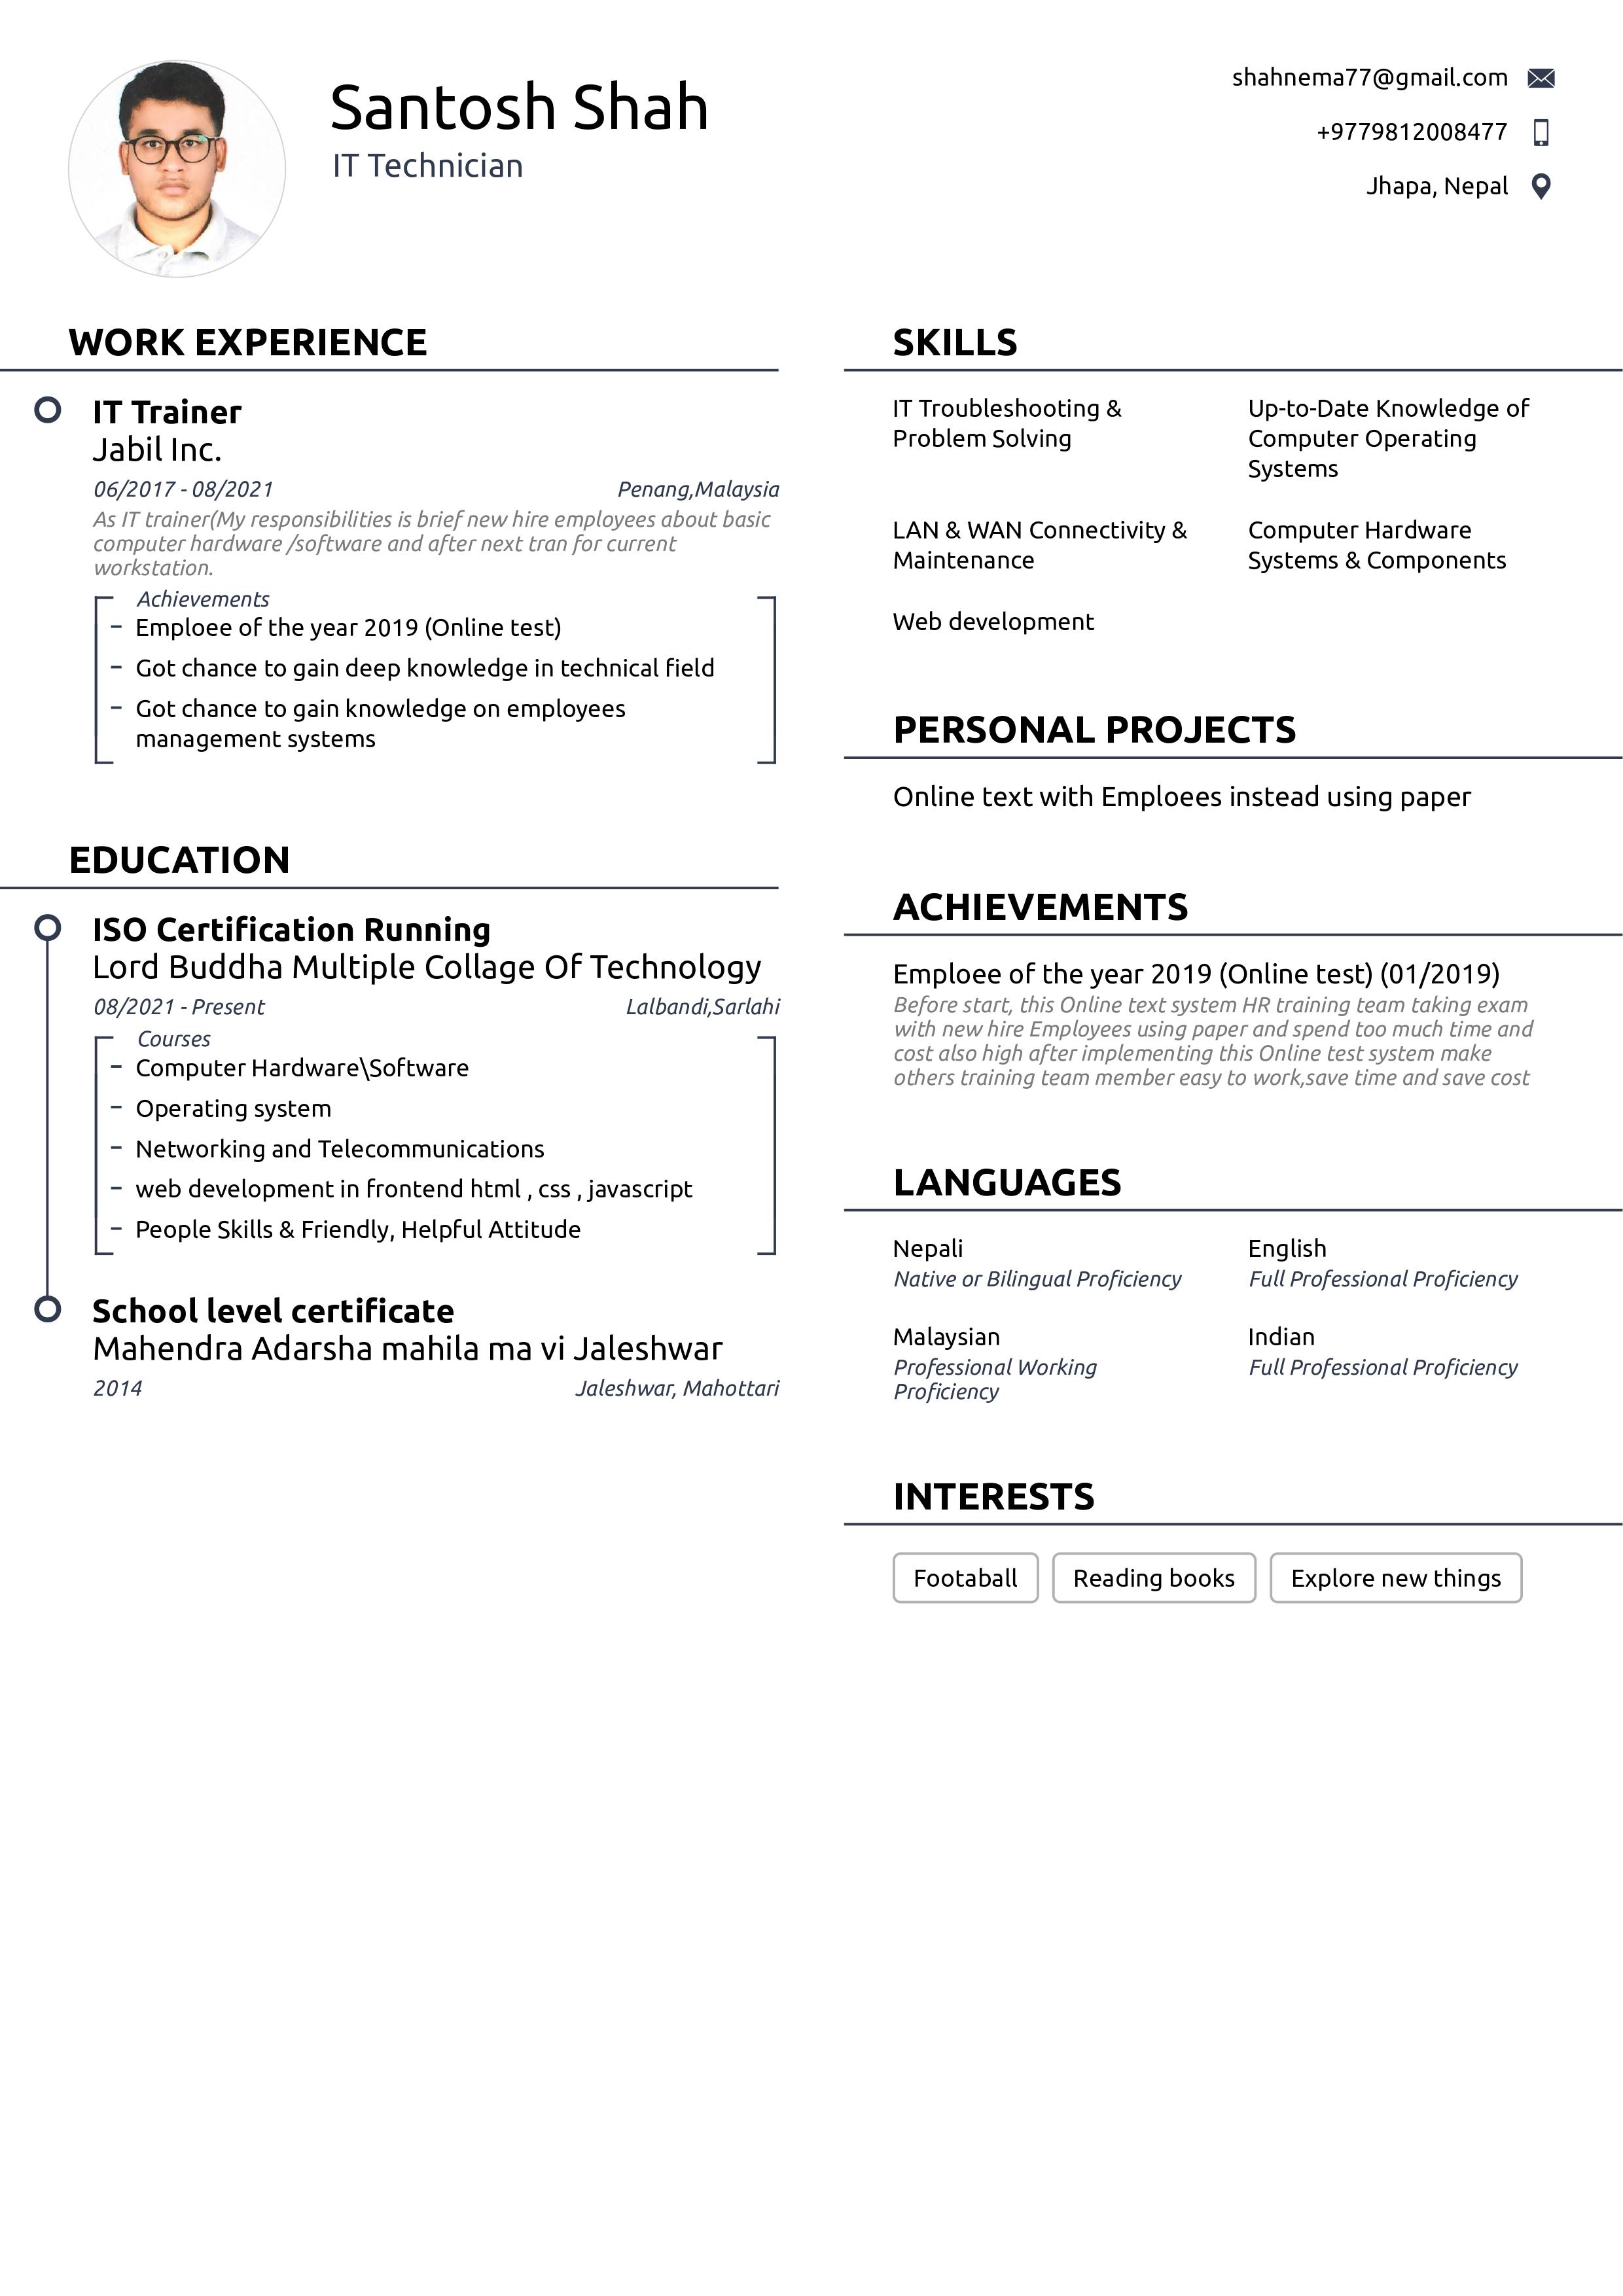 Santosh Shah
IT Technician
shahnema77@gmail.com
+9779812008477
Jhapa, Nepal
WORK EXPERIENCE
IT Trainer
Jabil Inc.
06/2017 - 08/2021
Penang,Malaysia
As IT trainer(My responsibilities is brief new hire employees about basic
computer hardware /software and after next tran for current
workstation.
Achievements
– Emploee of the year 2019 (Online test)
– Got chance to gain deep knowledge in technical field
– Got chance to gain knowledge on employees
management systems
EDUCATION
ISO Certification Running
Lord Buddha Multiple Collage Of Technology
08/2021 - Present
Lalbandi,Sarlahi
Courses
– Computer Hardware\Software
– Operating system
– Networking and Telecommunications
– web development in frontend html , css , javascript
– People Skills & Friendly, Helpful Attitude
School level certificate
Mahendra Adarsha mahila ma vi Jaleshwar
2014
Jaleshwar, Mahottari
SKILLS
IT Troubleshooting &
Problem Solving
Up-to-Date Knowledge of
Computer Operating
Systems
LAN & WAN Connectivity &
Maintenance
Computer Hardware
Systems & Components
Web development
PERSONAL PROJECTS
Online text with Emploees instead using paper
ACHIEVEMENTS
Emploee of the year 2019 (Online test) (01/2019)
Before start, this Online text system HR training team taking exam
with new hire Employees using paper and spend too much time and
cost also high after implementing this Online test system make
others training team member easy to work,save time and save cost
LANGUAGES
Nepali
Native or Bilingual Proficiency
English
Full Professional Proficiency
Malaysian
Professional Working
Proficiency
Indian
Full Professional Proficiency
INTERESTS
Footaball
Reading books
Explore new things